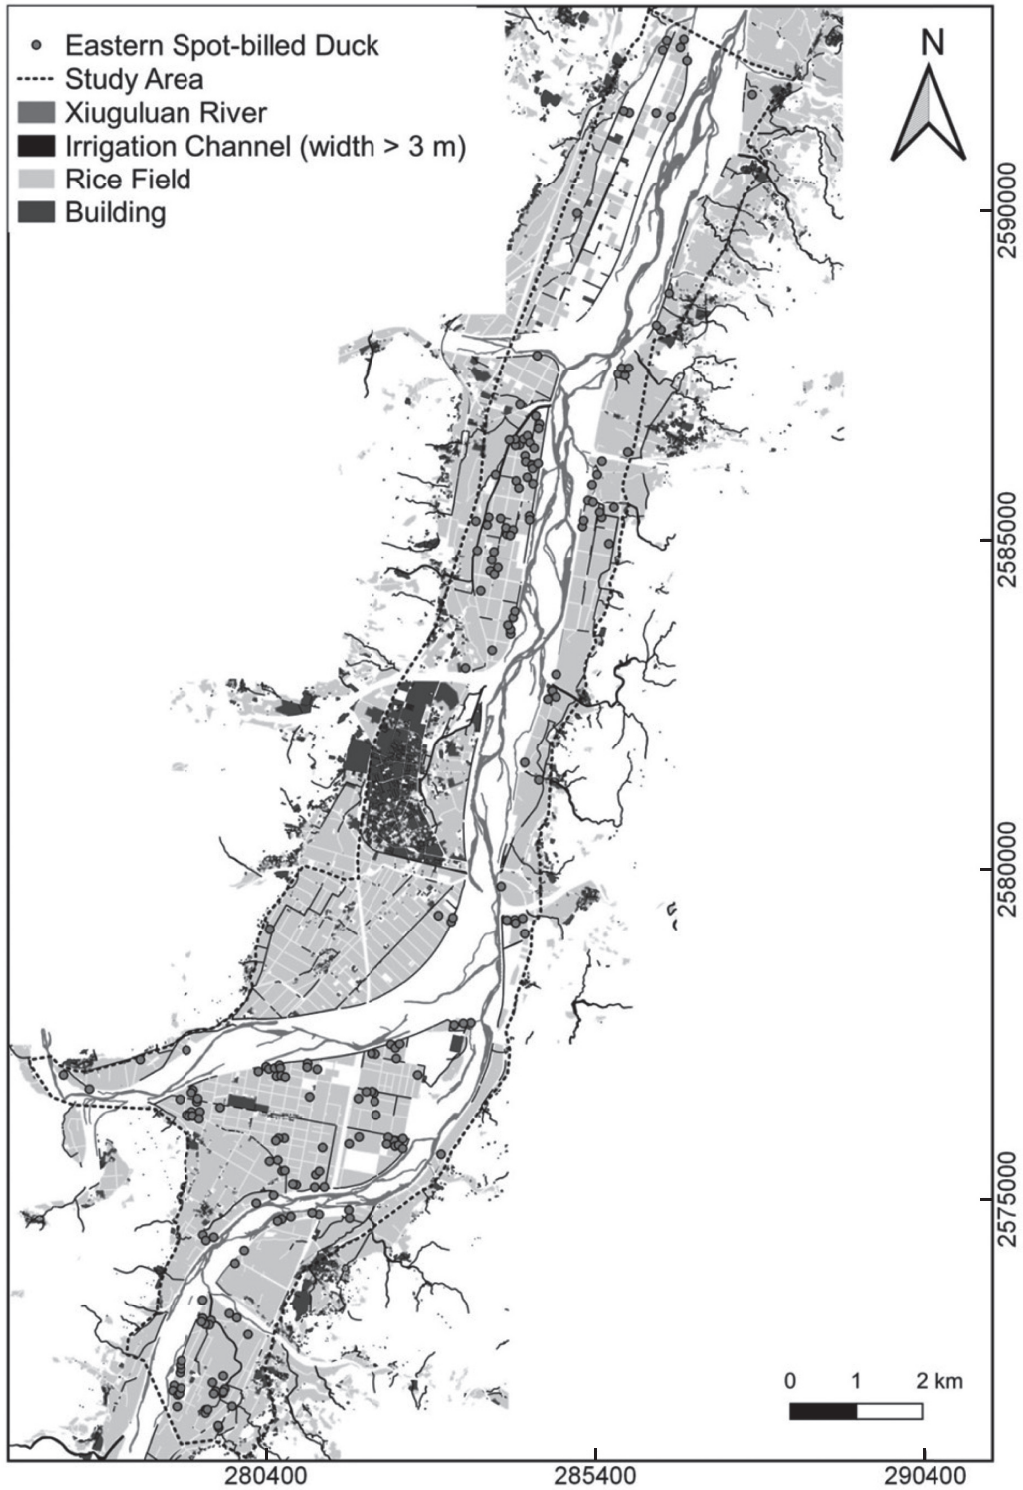 Eastern Spot-billed Duck
Study Area
Xiuguluan River
Irrigation Channel (width > 3 m)
Rice Field
Building
N
2590000
2585000
2580000
2575000
0 1 2 km
280400 285400 290400